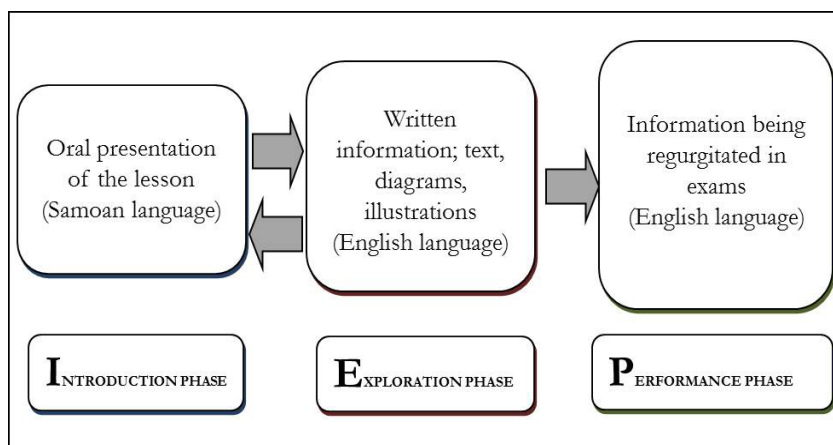 Oral presentation
of the lesson
(Samoan language)
Written
information; text,
diagrams,
illustrations
(English language)
Information being
regurgitated in
exams
(English language)
INTRODUCTION PHASE
EXPLORATION PHASE
PERFORMANCE PHASE